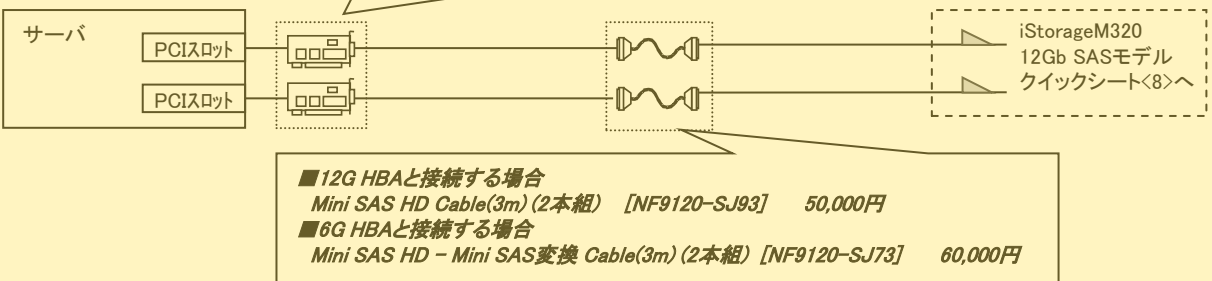 サーバ
PCIスロット
PCIスロット
iStorageM320
12Gb SASモデル
クイックシート<8>へ
■12G HBAと接続する場合
Mini SAS HD Cable(3m)(2本組) [NF9120-SJ93] 50,000円
■6G HBAと接続する場合
Mini SAS HD - Mini SAS変換 Cable(3m)(2本組) [NF9120-SJ73] 60,000円